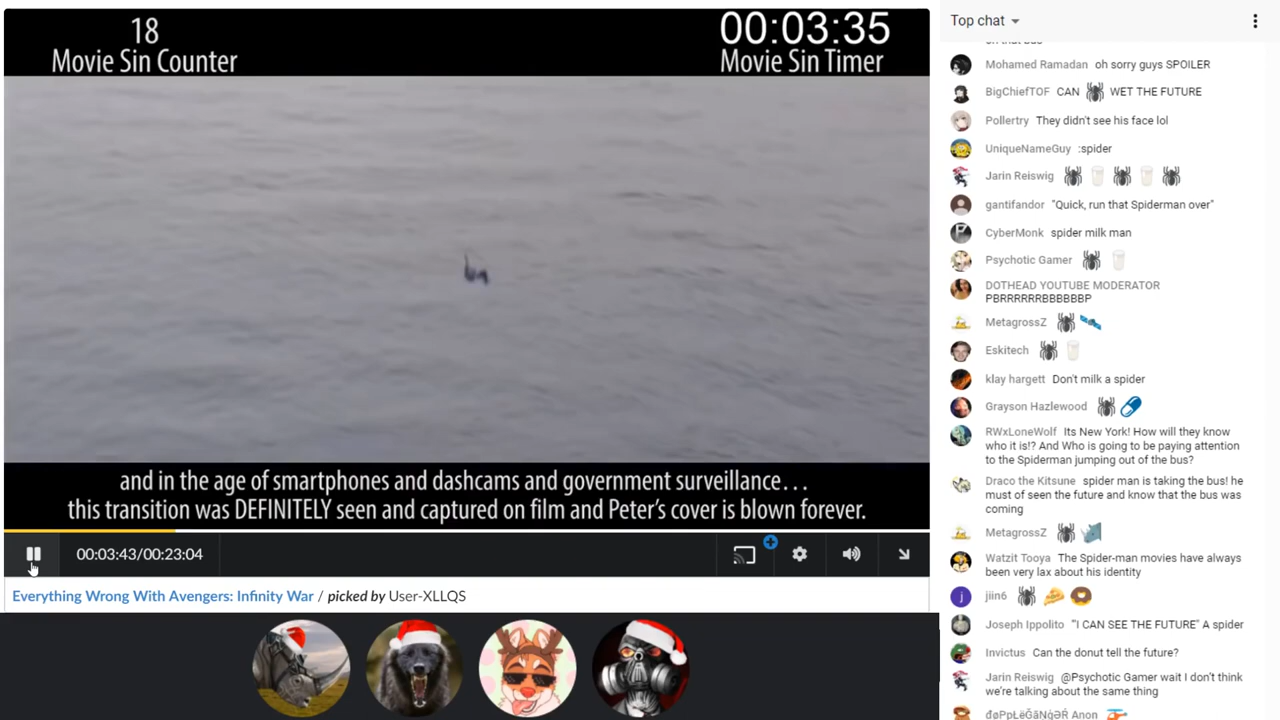 18
Movie Sin Counter
00:03:35
Movie Sin Timer
and in the age of smartphones and dashcams and government surveillance...
this transition was DEFINITELY seen and captured on film and Peter's cover is blown forever.
00:03:43/00:23:04
Everything Wrong With Avengers: Infinity War / picked by User-XLLQS
Top chat
Mohamed Ramadan oh sorry guys SPOILER
BigChiefTOF CAN 🕷 WET THE FUTURE
Pollertry They didn't see his face lol
UniqueNameGuy :spider
Jarin Reiswig 🕷🥛🕷🥛🕷
gantifandor "Quick, run that Spiderman over"
CyberMonk spider milk man
Psychotic Gamer 🕷🥛
DOTHEAD YOUTUBE MODERATOR
PBRRRRRRBBBBBBP
MetagrossZ 🕷🛰
Eskitech 🕷🥛
klay hargett Don't milk a spider
Grayson Hazlewood 🕷💊
RWxLoneWolf Its New York! How will they know
who it is!? And Who is going to be paying attention
to the Spiderman jumping out of the bus?
Draco the Kitsune spider man is taking the bus! he
must of seen the future and know that the bus was
coming
MetagrossZ 🕷🦏
Watzit Tooya The Spider-man movies have always
been very lax about his identity
jiin6 🕷🧀🍩
Joseph Ippolito "I CAN SEE THE FUTURE" A spider
Invictus Can the donut tell the future?
Jarin Reiswig @Psychotic Gamer wait I don't think
we're talking about the same thing
Anon 🚁